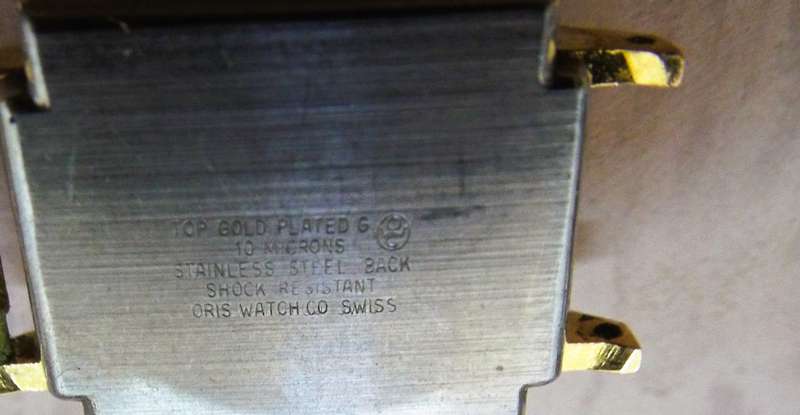 TOP GOLD PLATED G
10 MICRONS
STAINLESS STEEL BACK
SHOCK RESISTANT
ORIS WATCH CO SWISS